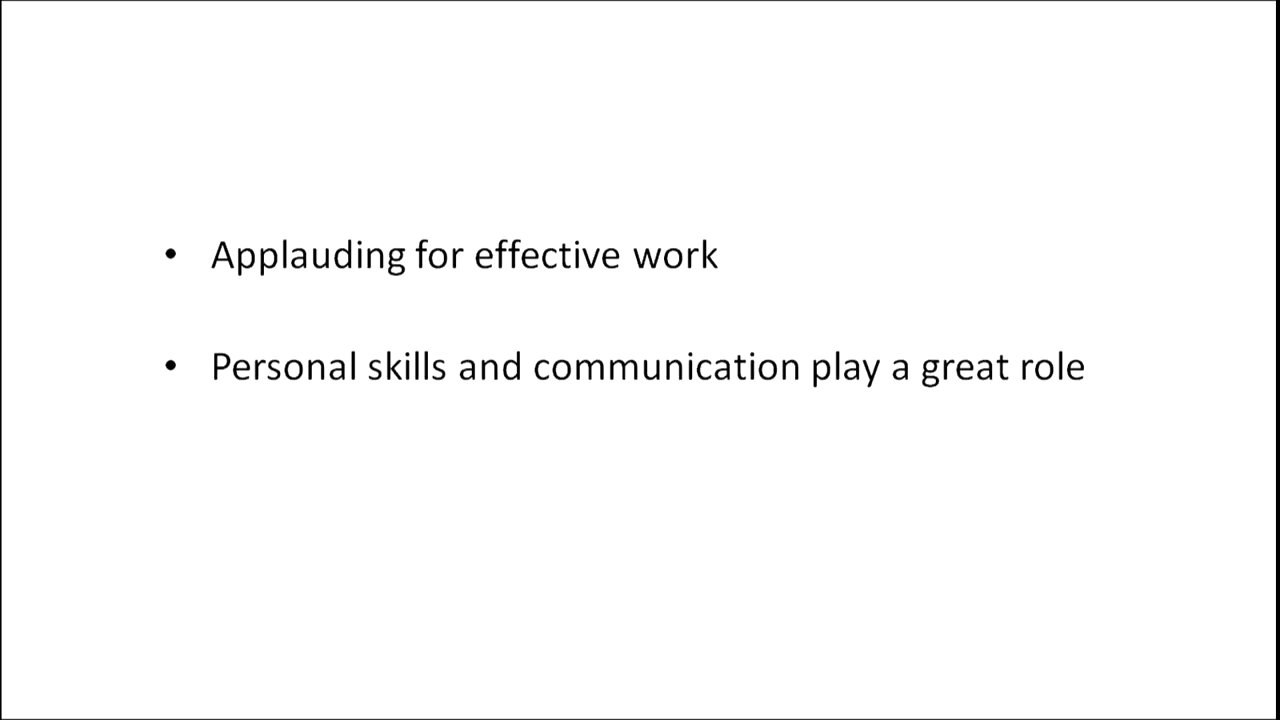 • Applauding for effective work
• Personal skills and communication play a great role